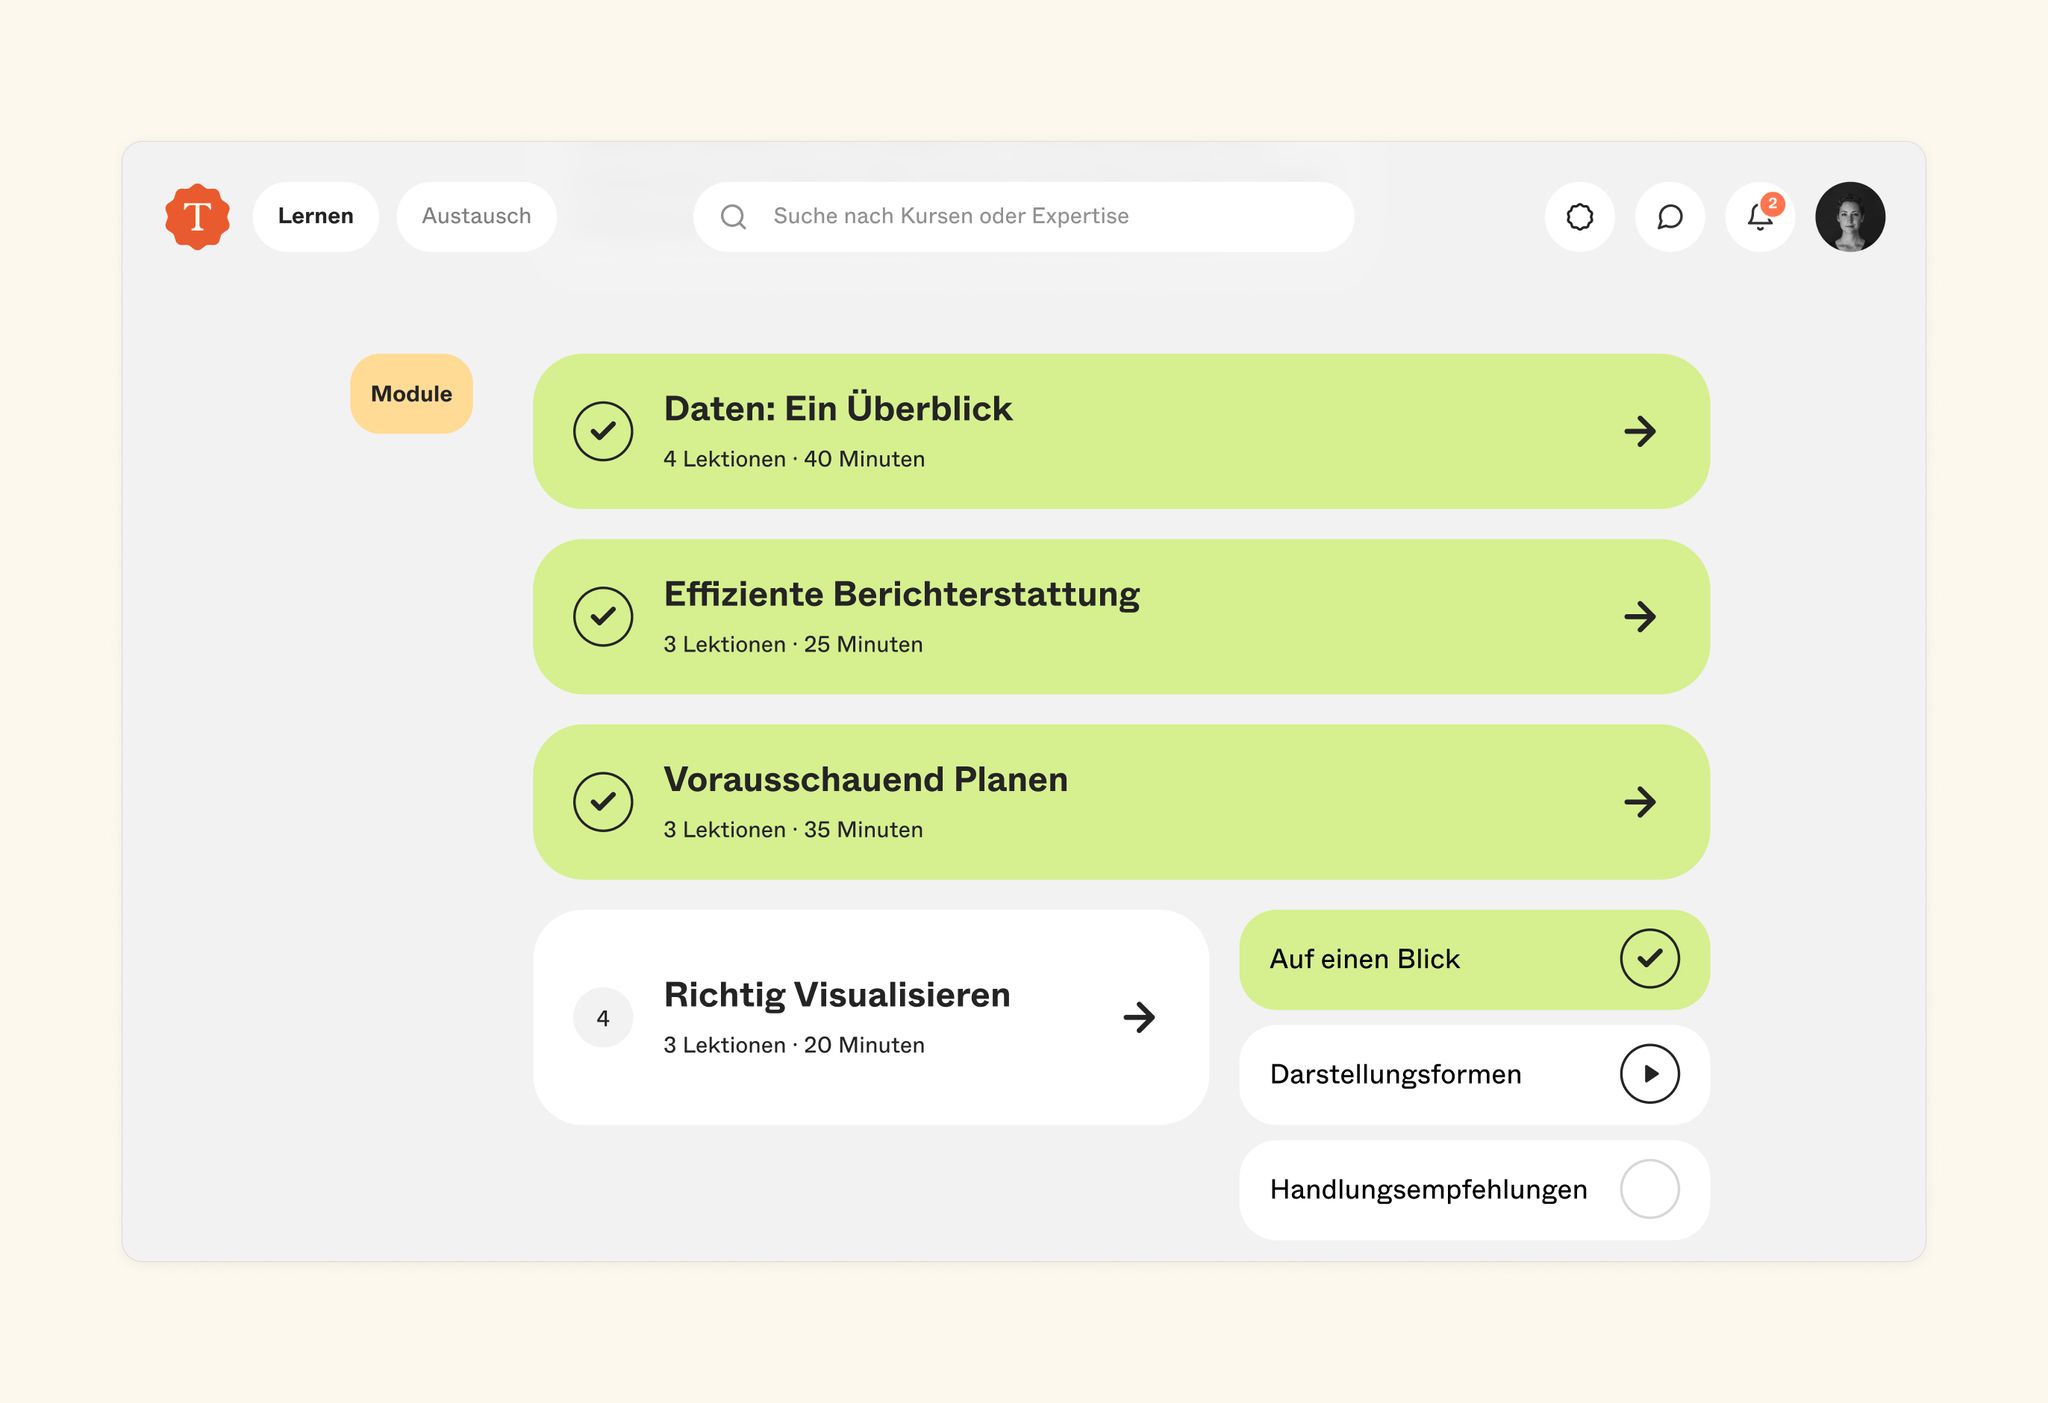 T
Lernen
Austausch
Suche nach Kursen oder Expertise
2
Module
Daten: Ein Überblick
4 Lektionen · 40 Minuten
Effiziente Berichterstattung
3 Lektionen · 25 Minuten
Vorausschauend Planen
3 Lektionen · 35 Minuten
4
Richtig Visualisieren
3 Lektionen · 20 Minuten
Auf einen Blick
Darstellungsformen
Handlungsempfehlungen